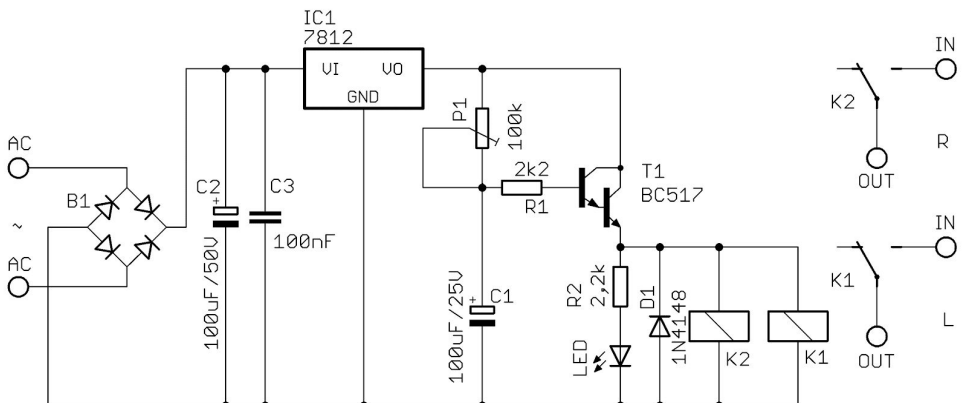 IC1
7812
VI VO
GND
AC
~
AC
B1
C2
+
100uF/50V
C3
100nF
P1
100k
2k2
R1
T1
BC517
C1
+
100uF/25V
R2
2,2k
LED
D1
1N4148
K2
K1
IN
K2
R
OUT
IN
K1
L
OUT